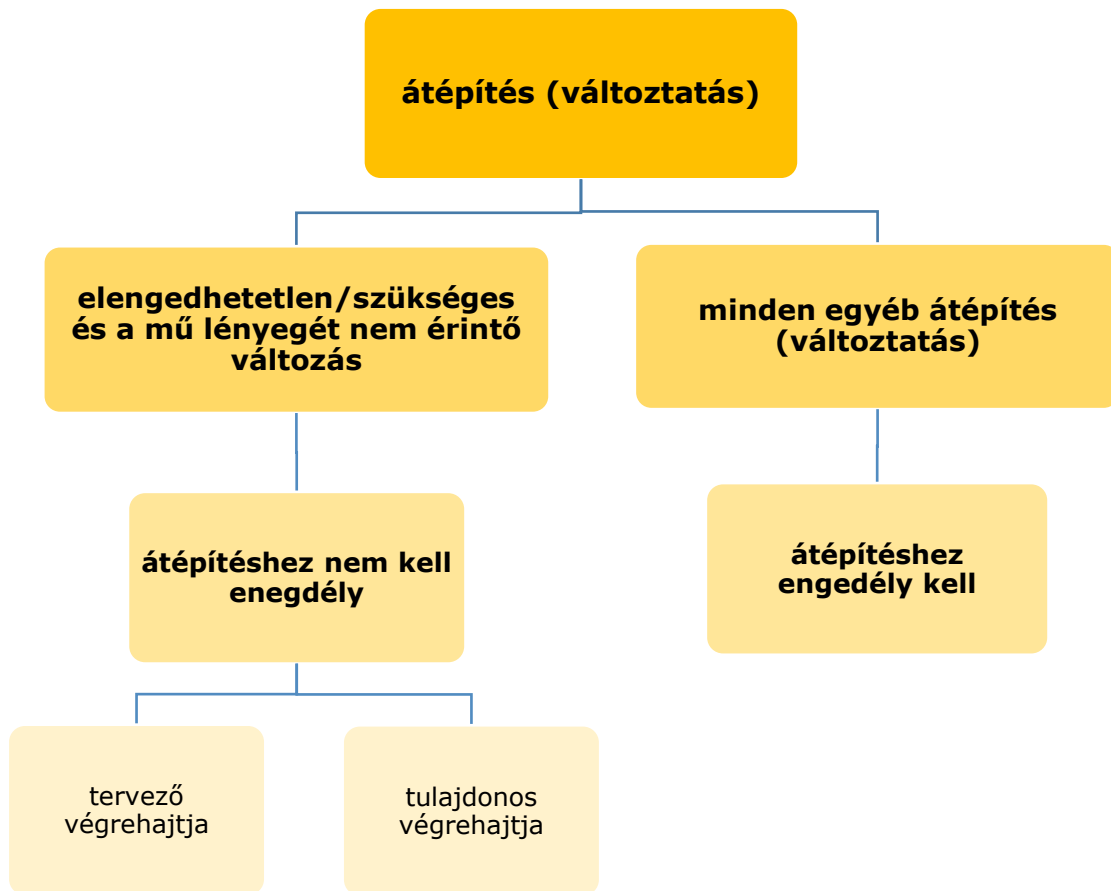 átépítés (változtatás)
elengedhetetlen/szükséges
és a mű lényegét nem érintő
változás
minden egyéb átépítés
(változtatás)
átépítéshez nem kell
enegdély
átépítéshez
engedély kell
tervező
végrehajtja
tulajdonos
végrehajtja